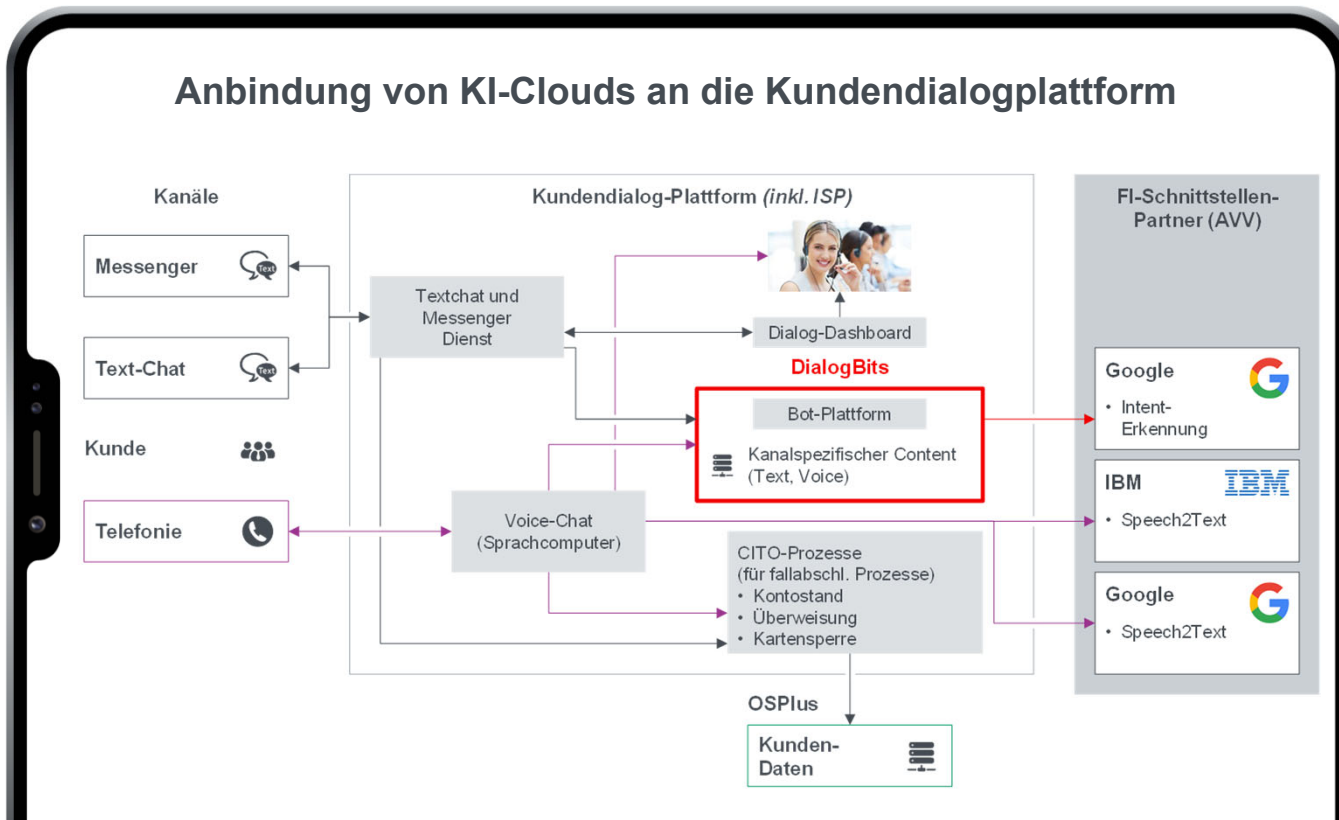 Anbindung von KI-Clouds an die Kundendialogplattform
Kanäle
Messenger
Text
Text-Chat
Text
Kunde
Telefonie
Kundendialog-Plattform (inkl. ISP)
Textchat und
Messenger
Dienst
Dialog-Dashboard
DialogBits
Bot-Plattform
Kanalspezifischer Content
(Text, Voice)
Voice-Chat
(Sprachcomputer)
CITO-Prozesse
(für fallabschl. Prozesse)
• Kontostand
• Überweisung
• Kartensperre
OSPlus
Kunden-
Daten
FI-Schnittstellen-
Partner (AVV)
Google
G
• Intent-
Erkennung
IBM
IBM
• Speech2Text
Google
G
• Speech2Text